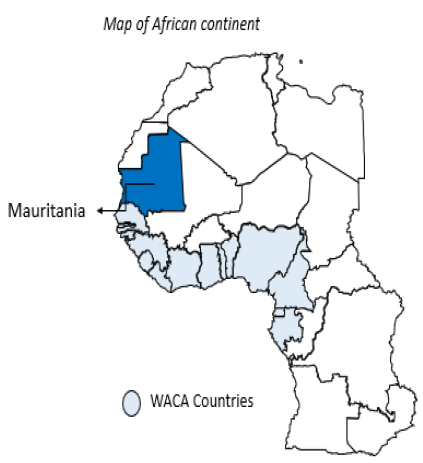 Map of African continent
Mauritania
WACA Countries